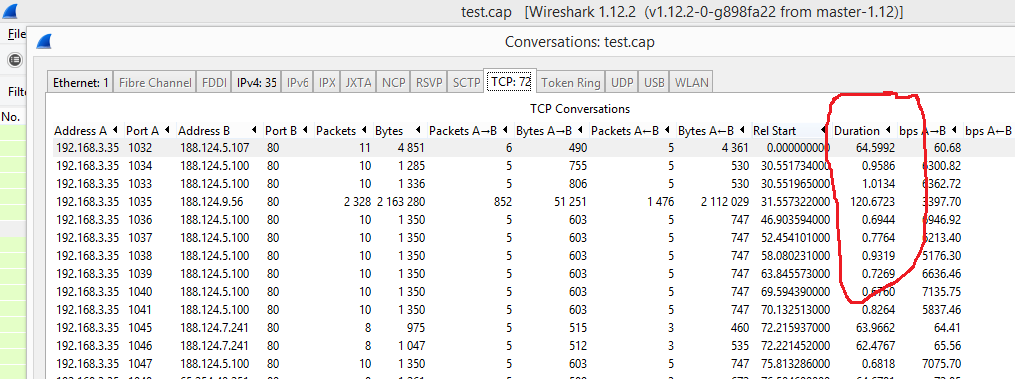 test.cap [Wireshark 1.12.2 (v1.12.2-0-g898fa22 from master-1.12)]
File
Conversations: test.cap
Filte
Ethernet: 1 Fibre Channel FDDI IPv4: 35 IPv6 IPX JXTA NCP RSVP SCTP TCP: 72 Token Ring UDP USB WLAN
No.
TCP Conversations
Address A Port A Address B Port B Packets Bytes Packets A→B Bytes A→B Packets A←B Bytes A←B Rel Start Duration bps A→B bps A←B
192.168.3.35 1032 188.124.5.107 80 11 4 851 6 490 5 4 361 0.000000000 64.5992 60.68
192.168.3.35 1034 188.124.5.100 80 10 1 285 5 755 5 530 30.551734000 0.9586 6300.82
192.168.3.35 1033 188.124.5.100 80 10 1 336 5 806 5 530 30.551965000 1.0134 6362.72
192.168.3.35 1035 188.124.9.56 80 2 328 2 163 280 852 51 251 1 476 2 112 029 31.557322000 120.6723 3397.70
192.168.3.35 1036 188.124.5.100 80 10 1 350 5 603 5 747 46.903594000 0.6944 6946.92
192.168.3.35 1037 188.124.5.100 80 10 1 350 5 603 5 747 52.454101000 0.7764 6213.40
192.168.3.35 1038 188.124.5.100 80 10 1 350 5 603 5 747 58.080231000 0.9319 5176.30
192.168.3.35 1039 188.124.5.100 80 10 1 350 5 603 5 747 63.845573000 0.7269 6636.46
192.168.3.35 1040 188.124.5.100 80 10 1 350 5 603 5 747 69.594390000 0.6760 7135.75
192.168.3.35 1041 188.124.5.100 80 10 1 350 5 603 5 747 70.132513000 0.8264 5837.46
192.168.3.35 1045 188.124.7.241 80 8 975 5 515 3 460 72.215937000 63.9662 64.41
192.168.3.35 1046 188.124.7.241 80 8 1 047 5 512 3 535 72.221452000 62.4767 65.56
192.168.3.35 1047 188.124.5.100 80 10 1 350 5 603 5 747 75.813286000 0.6818 7075.70